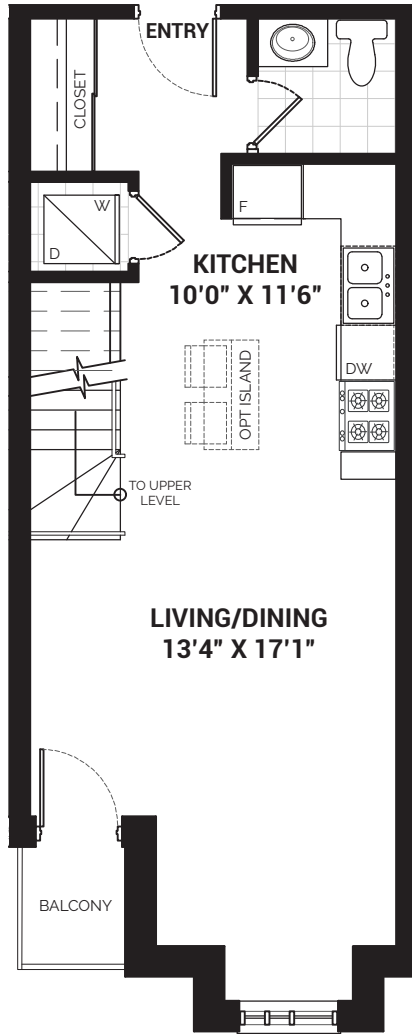 ENTRY
CLOSET
W
D
F
KITCHEN
10'0" X 11'6"
DW
OPT ISLAND
TO UPPER
LEVEL
LIVING/DINING
13'4" X 17'1"
BALCONY